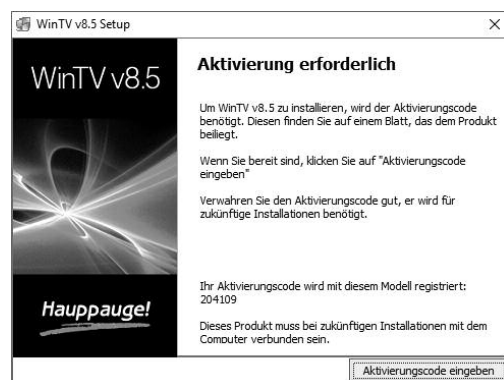 WinTV v8.5 Setup
WinTV v8.5
Aktivierung erforderlich
Um WinTV v8.5 zu installieren, wird der Aktivierungscode
benötigt. Diesen finden Sie auf einem Blatt, das dem Produkt
beiliegt.
Wenn Sie bereit sind, klicken Sie auf "Aktivierungscode
eingeben"
Verwahren Sie den Aktivierungscode gut, er wird für
zukünftige Installationen benötigt.
Ihr Aktivierungscode wird mit diesem Modell registriert:
204109
Dieses Produkt muss bei zukünftigen Installationen mit dem
Computer verbunden sein.
Hauppauge!
Aktivierungscode eingeben